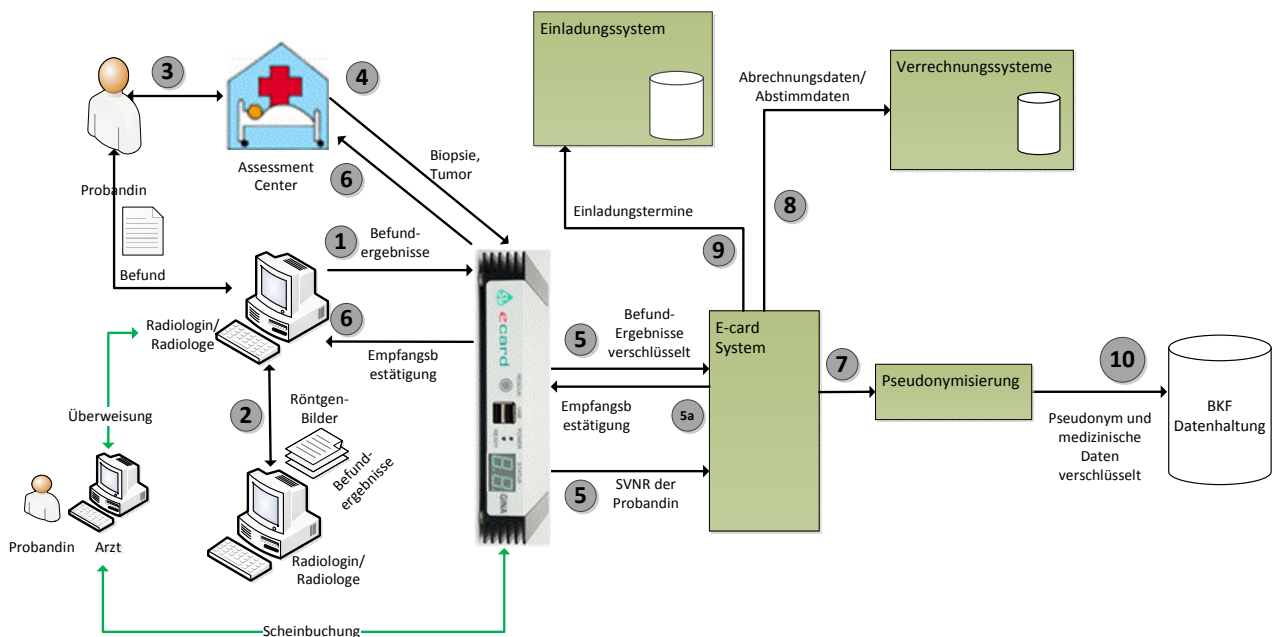 Einladungssystem
Verrechnungssysteme
Abrechnungsdaten/
Abstimmdaten
3
4
Assessment
Center
6
Biopsie,
Tumor
Probandin
Befund
Einladungstermine
9
8
1
Befund-
ergebnisse
Radiologin/
Radiologe
6
Empfangsb
estätigung
ecard
GINA
5
Befund-
Ergebnisse
verschlüsselt
E-card
System
7
Pseudonymisierung
10
BKF
Datenhaltung
Pseudonym und
medizinische
Daten
verschlüsselt
Empfangsb
estätigung
5a
5
SVNR der
Probandin
Überweisung
2
Röntgen-
Bilder
Befund-
ergebnisse
Probandin
Arzt
Radiologin/
Radiologe
Scheinbuchung